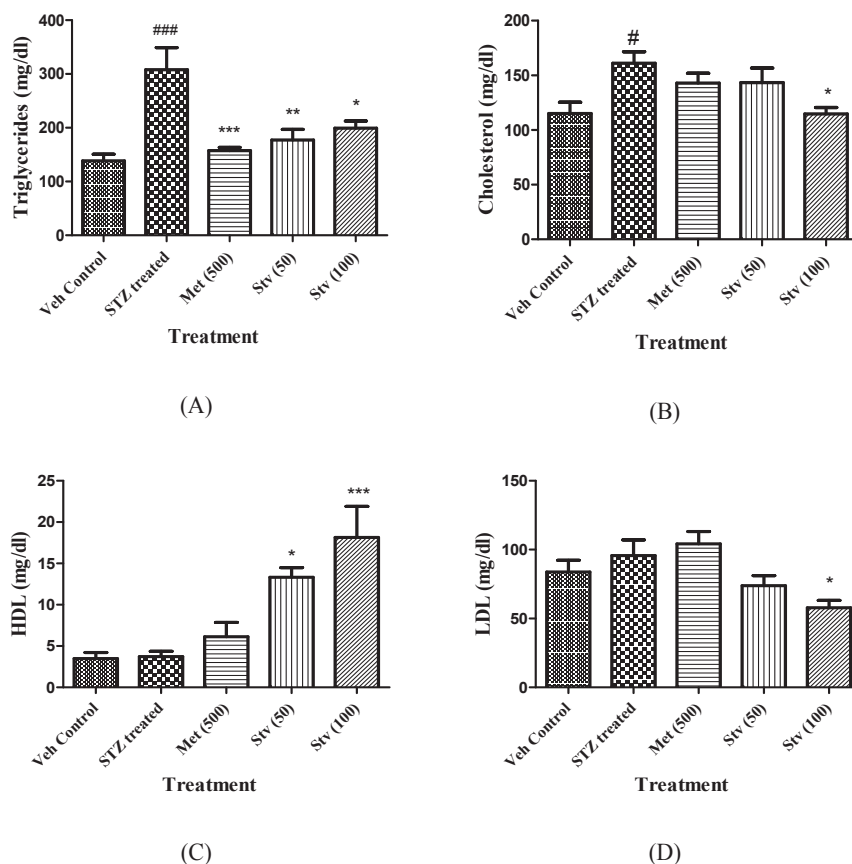 Triglycerides (mg/dl)
400
300
200
100
0
###
***
**
*
Veh Control
STZ treated
Met (500)
Stv (50)
Stv (100)
Treatment
(A)
Cholesterol (mg/dl)
200
150
100
50
0
#
*
Veh Control
STZ treated
Met (500)
Stv (50)
Stv (100)
Treatment
(B)
HDL (mg/dl)
25
20
15
10
5
0
*
***
Veh Control
STZ treated
Met (500)
Stv (50)
Stv (100)
Treatment
(C)
LDL (mg/dl)
150
100
50
0
*
Veh Control
STZ treated
Met (500)
Stv (50)
Stv (100)
Treatment
(D)